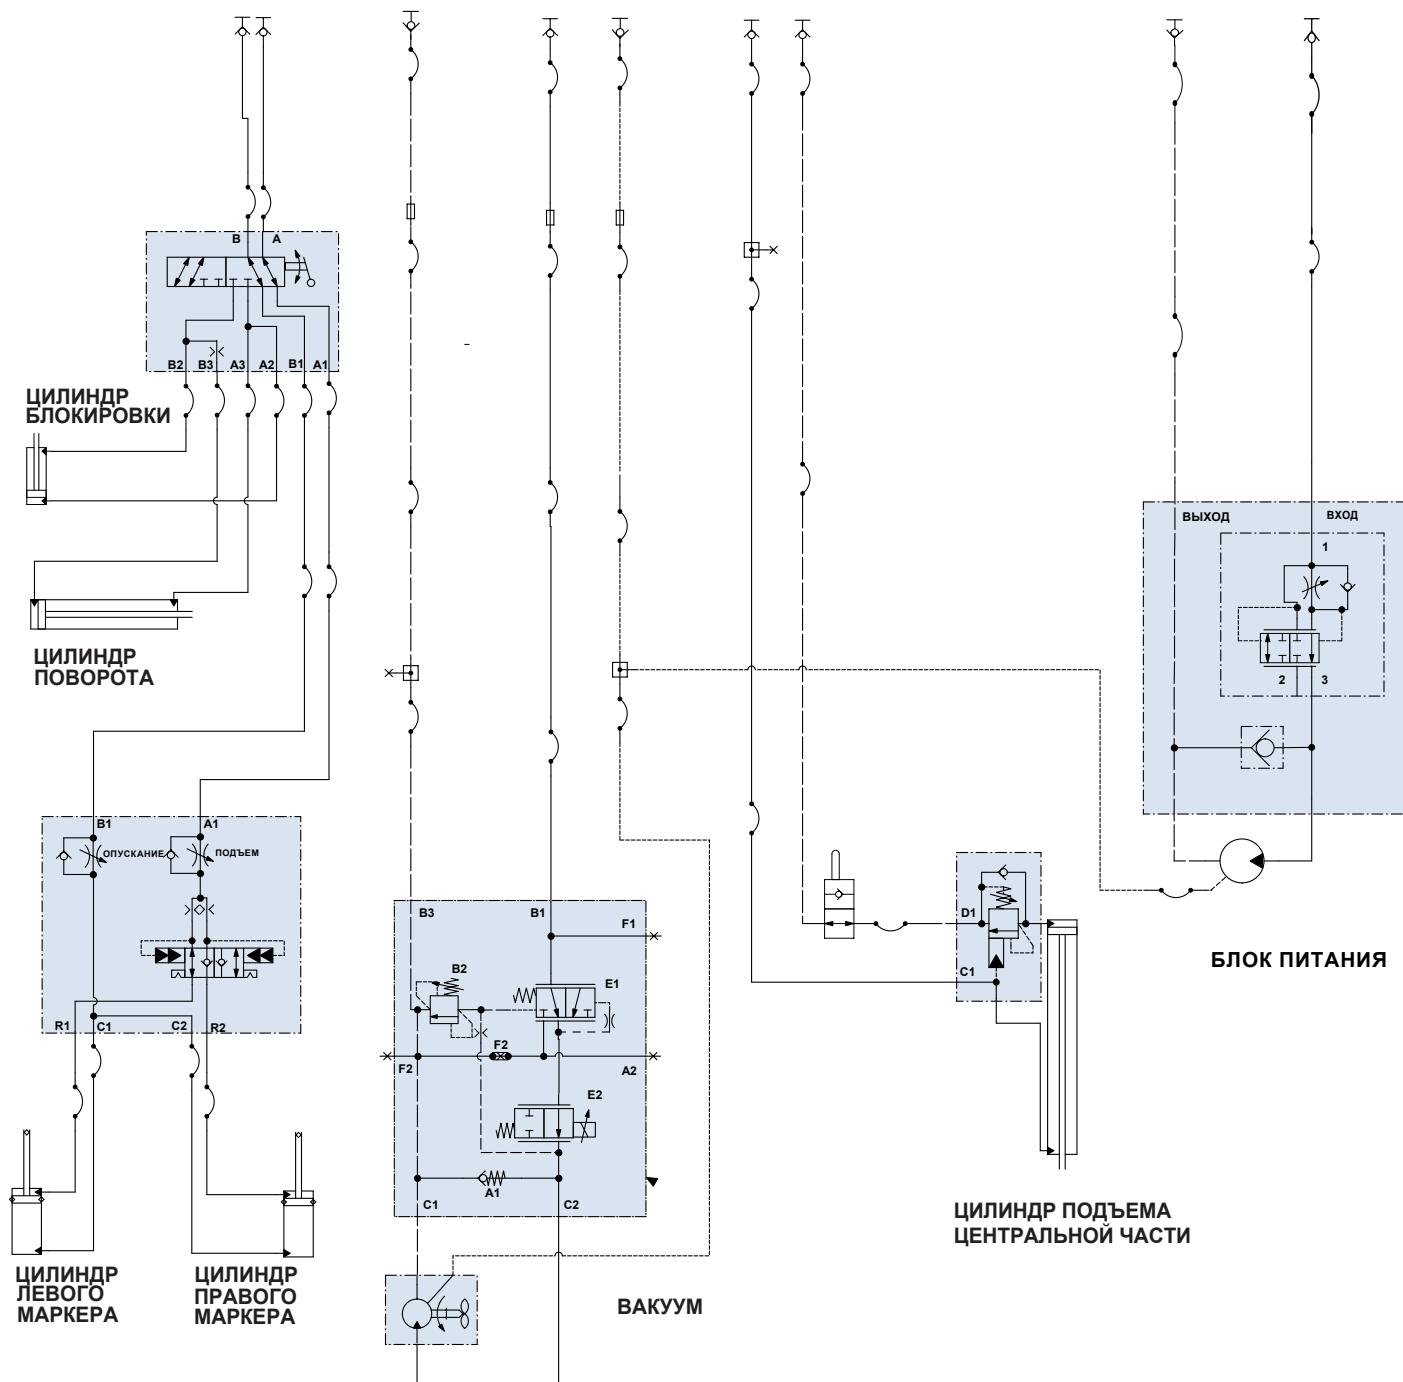 B A
B2 B3 A3 A2 B1 A1
ЦИЛИНДР
БЛОКИРОВКИ
ЦИЛИНДР
ПОВОРОТА
B1 A1
ОПУСКАНИЕ ПОДЪЕМ
R1 C1 C2 R2
ЦИЛИНДР
ЛЕВОГО
МАРКЕРА
ЦИЛИНДР
ПРАВОГО
МАРКЕРА
B3 B1 F1
B2 E1
F2 F2 A2
E2
A1
C1 C2
ВАКУУМ
D1
C1
ЦИЛИНДР ПОДЪЕМА
ЦЕНТРАЛЬНОЙ ЧАСТИ
ВЫХОД ВХОД
1
2 3
БЛОК ПИТАНИЯ